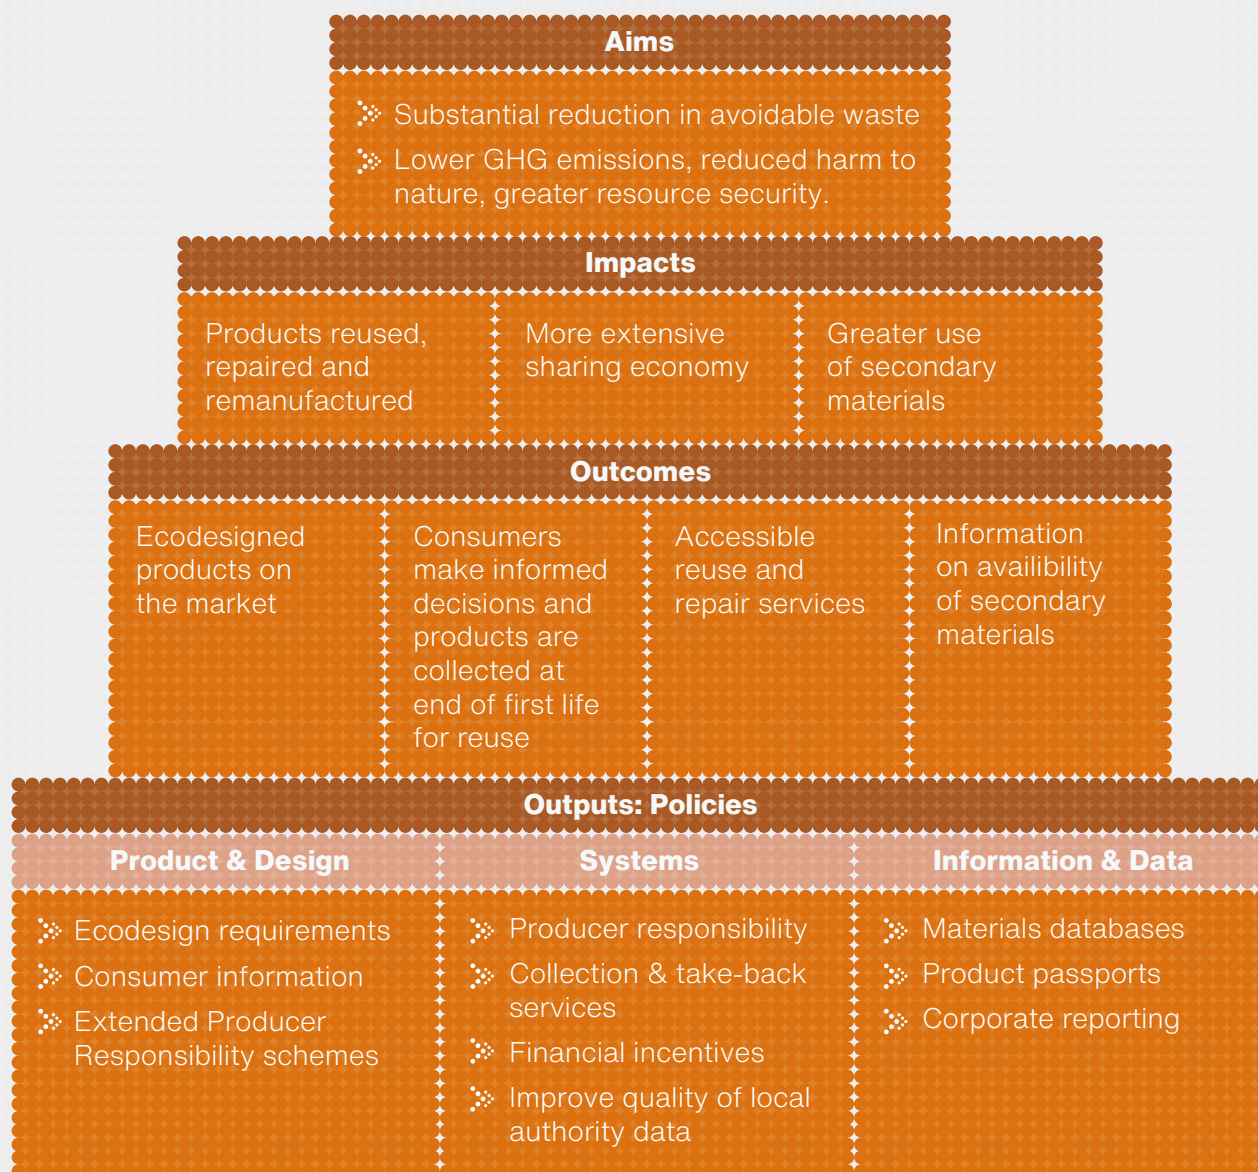 Aims
Substantial reduction in avoidable waste
Lower GHG emissions, reduced harm to
nature, greater resource security.
Impacts
Products reused,
repaired and
remanufactured
More extensive
sharing economy
Greater use
of secondary
materials
Outcomes
Ecodesigned
products on
the market
Consumers
make informed
decisions and
products are
collected at
end of first life
for reuse
Accessible
reuse and
repair services
Information
on availibility
of secondary
materials
Outputs: Policies
Product & Design
Ecodesign requirements
Consumer information
Extended Producer
Responsibility schemes
Systems
Producer responsibility
Collection & take-back
services
Financial incentives
Improve quality of local
authority data
Information & Data
Materials databases
Product passports
Corporate reporting